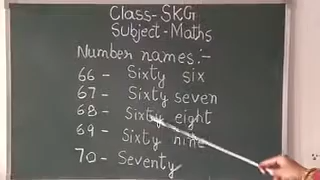 Class- SKG
Subject-Maths
Number names:-
66 - Sixty six
67 - Sixty seven
68 - Sixty eight
69 - Sixty nine
70 - Seventy